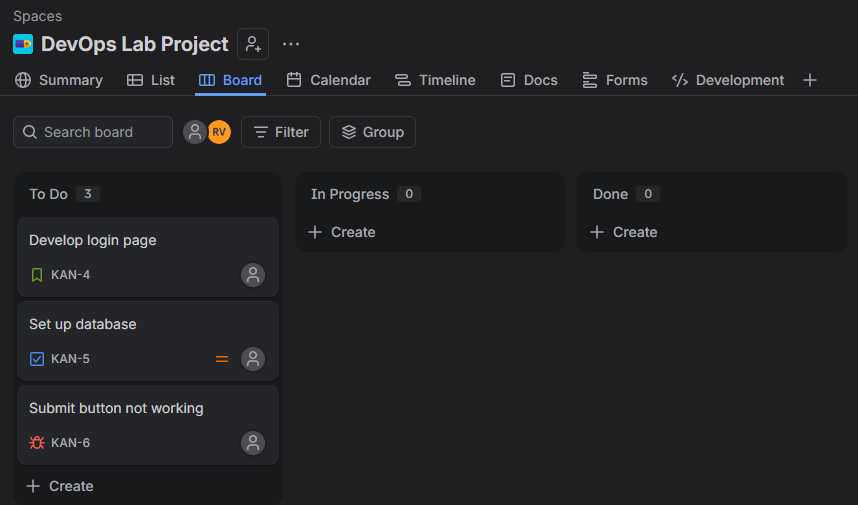 Spaces
DevOps Lab Project
Summary List Board Calendar Timeline Docs Forms Development
Search board RV Filter Group
To Do 3
Develop login page
KAN-4
Set up database
KAN-5
Submit button not working
KAN-6
Create
In Progress 0
Create
Done 0
Create